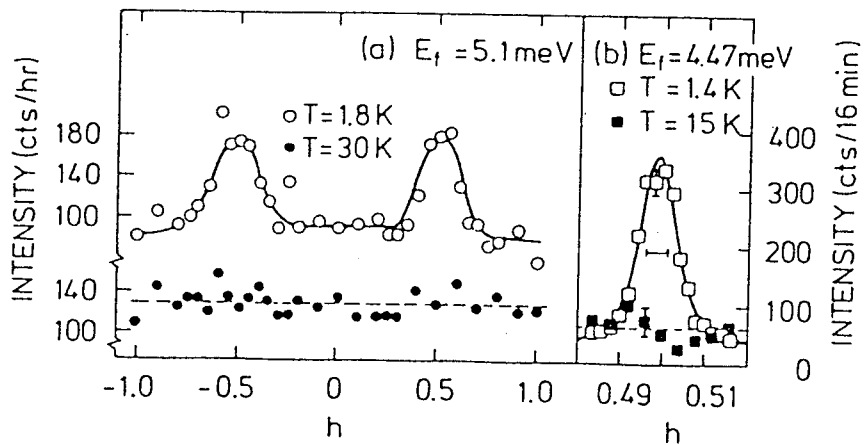 (a) E_f = 5.1 meV
○ T = 1.8 K
● T = 30 K
INTENSITY (cts/hr)
180
140
100
140
100
-1.0 -0.5 0 0.5 1.0
h
(b) E_f = 4.47 meV
□ T = 1.4 K
■ T = 15 K
400
300
200
100
0
INTENSITY (cts/16 min)
0.49 0.51
h